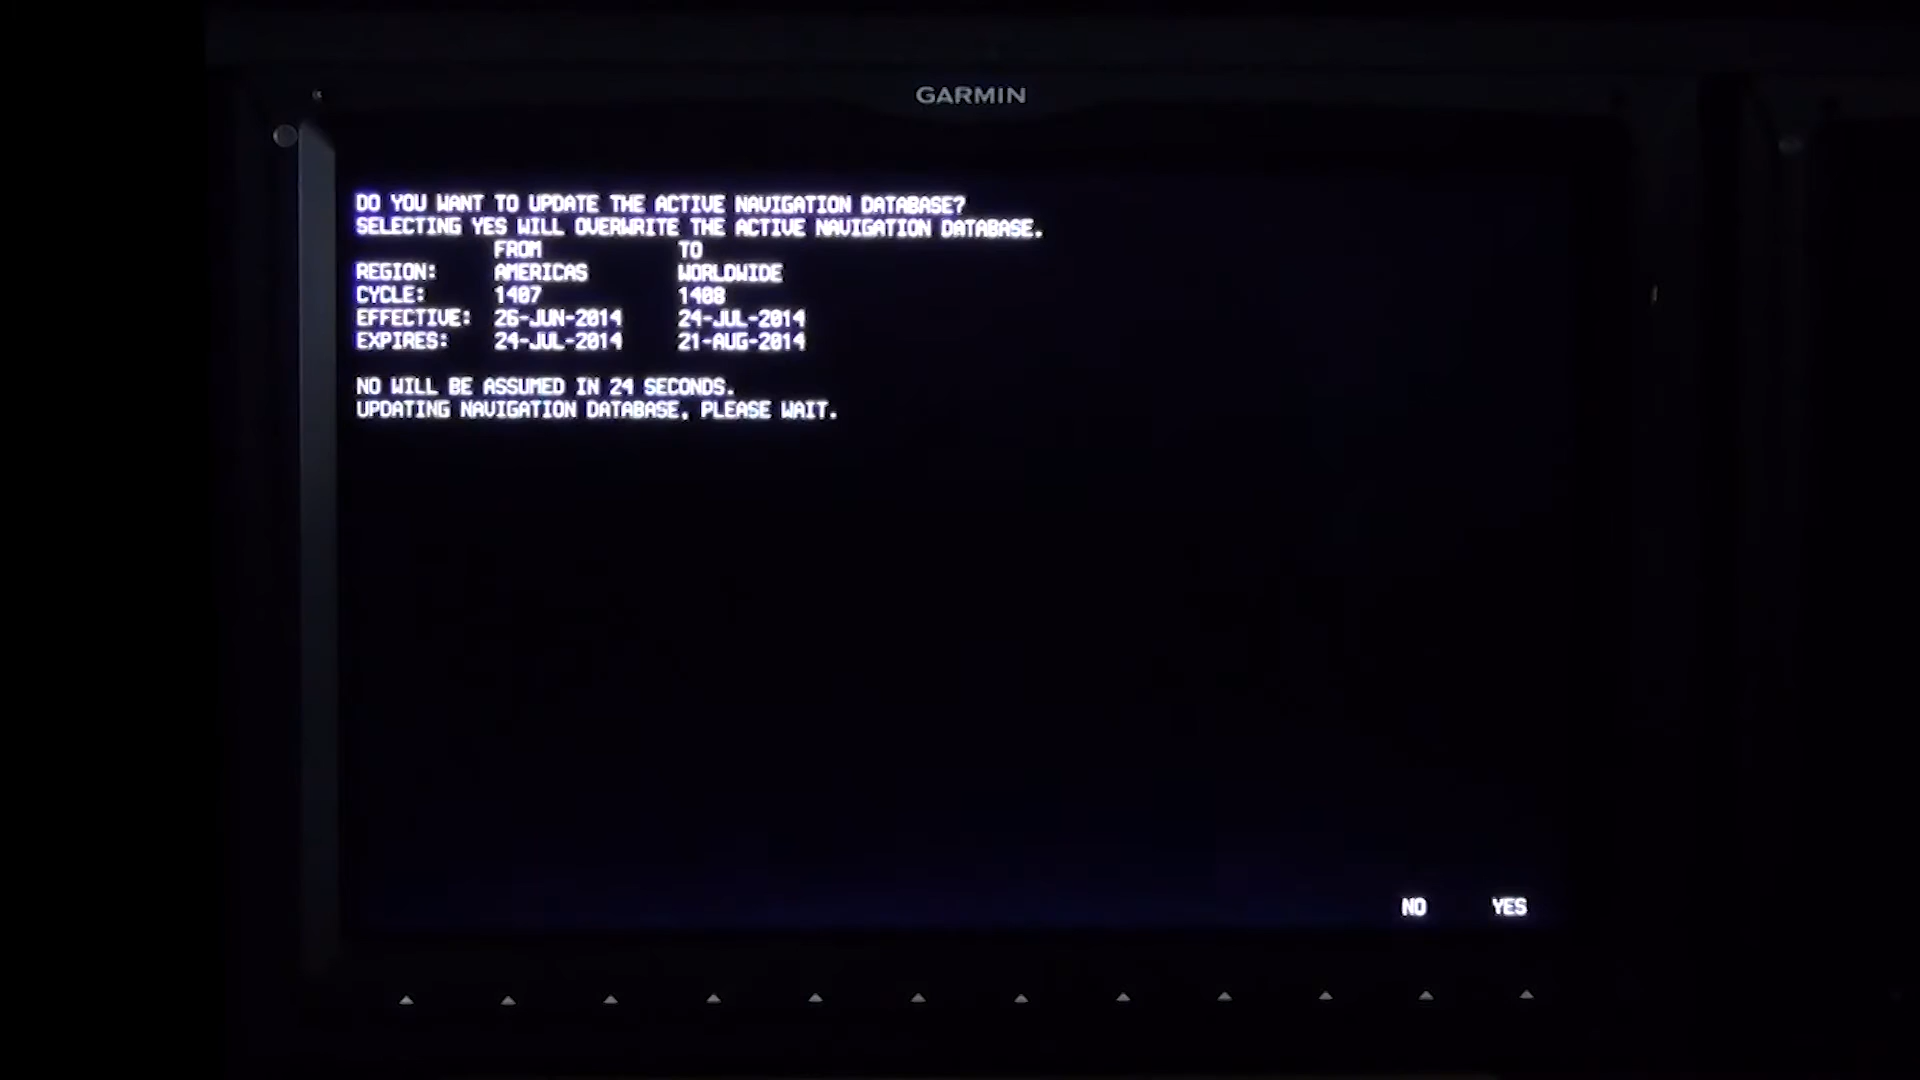 GARMIN
DO YOU WANT TO UPDATE THE ACTIVE NAVIGATION DATABASE?
SELECTING YES WILL OVERWRITE THE ACTIVE NAVIGATION DATABASE.
FROM TO
REGION: AMERICAS WORLDWIDE
CYCLE: 1407 1408
EFFECTIVE: 26-JUN-2014 24-JUL-2014
EXPIRES: 24-JUL-2014 21-AUG-2014
NO WILL BE ASSUMED IN 24 SECONDS.
UPDATING NAVIGATION DATABASE, PLEASE WAIT.
NO YES